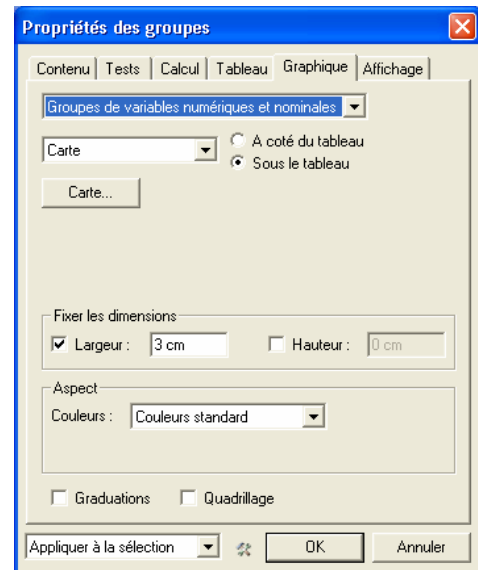 Propriétés des groupes
Contenu Tests Calcul Tableau Graphique Affichage
Groupes de variables numériques et nominales
Carte
A coté du tableau
Sous le tableau
Carte...
Fixer les dimensions
Largeur : 3 cm Hauteur : 0 cm
Aspect
Couleurs : Couleurs standard
Graduations Quadrillage
Appliquer à la sélection OK Annuler